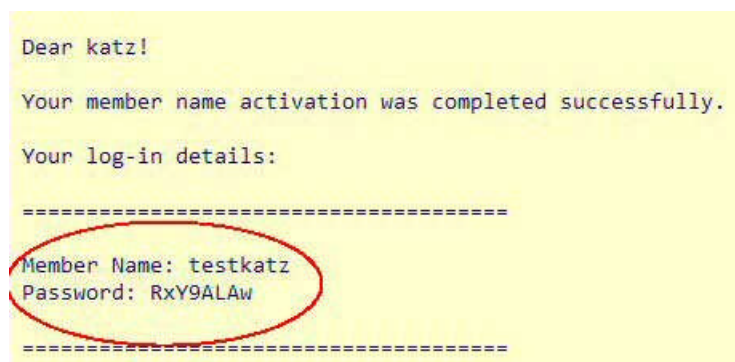 Dear katz!
Your member name activation was completed successfully.
Your log-in details:
======================================
Member Name: testkatz
Password: RxY9ALAw
======================================